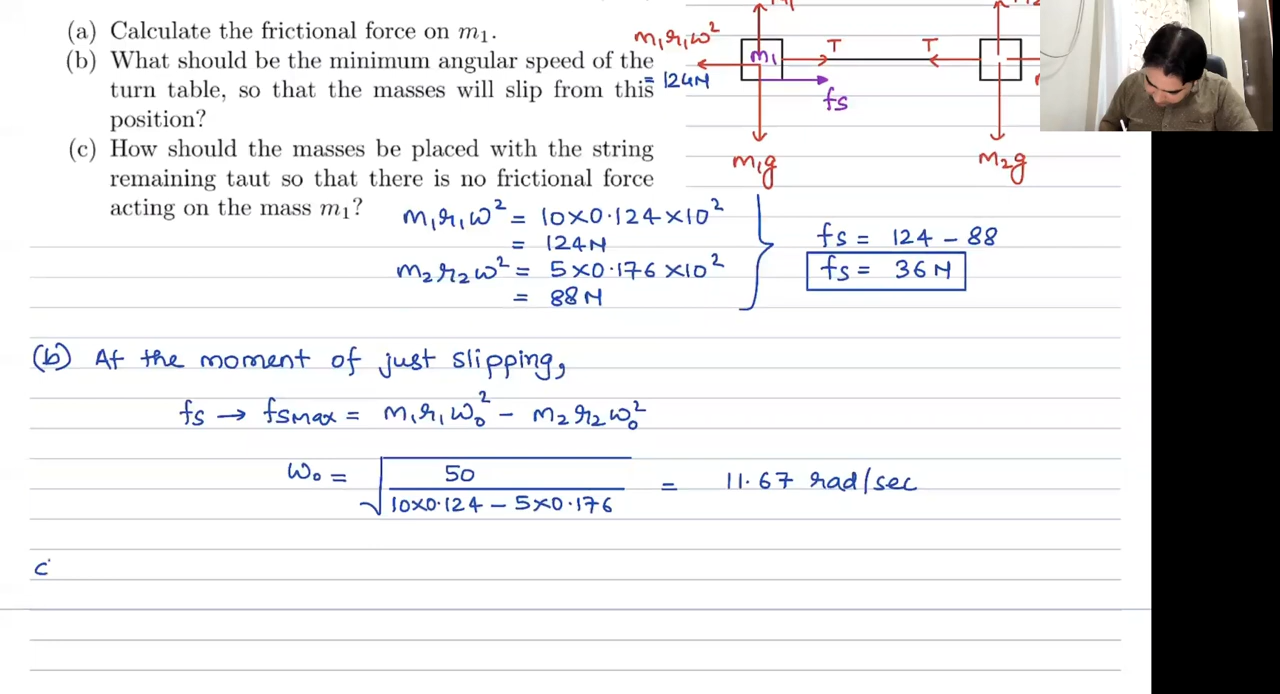 (a) Calculate the frictional force on m₁.
(b) What should be the minimum angular speed of the
turn table, so that the masses will slip from this
position?
(c) How should the masses be placed with the string
remaining taut so that there is no frictional force
acting on the mass m₁?
m₁r₁ω²
= 124N
m₁
T
T
fs
m₁g
m₂g
m₁r₁ω² = 10×0.124×10²
= 124N
m₂r₂ω² = 5×0.176×10²
= 88N
fs = 124 - 88
fs = 36N
(b) At the moment of just slipping,
fs → fsmax = m₁r₁ω₀² - m₂r₂ω₀²
ω₀ = √(50 / (10×0.124 - 5×0.176)) = 11.67 rad/sec